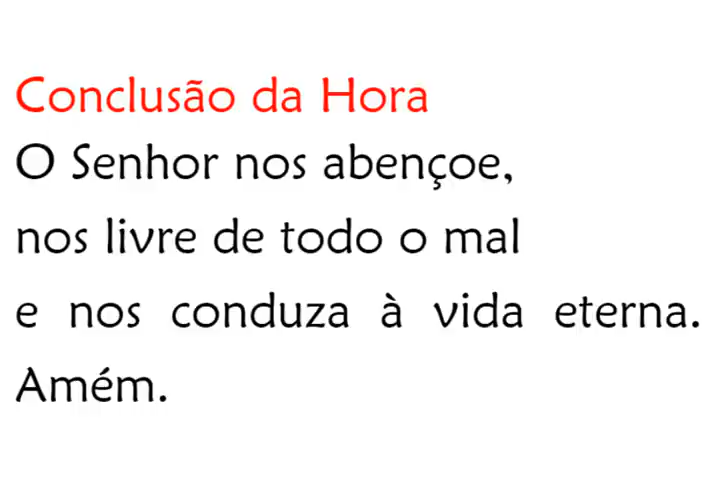 Conclusão da Hora
O Senhor nos abençoe,
nos livre de todo o mal
e nos conduza à vida eterna.
Amém.